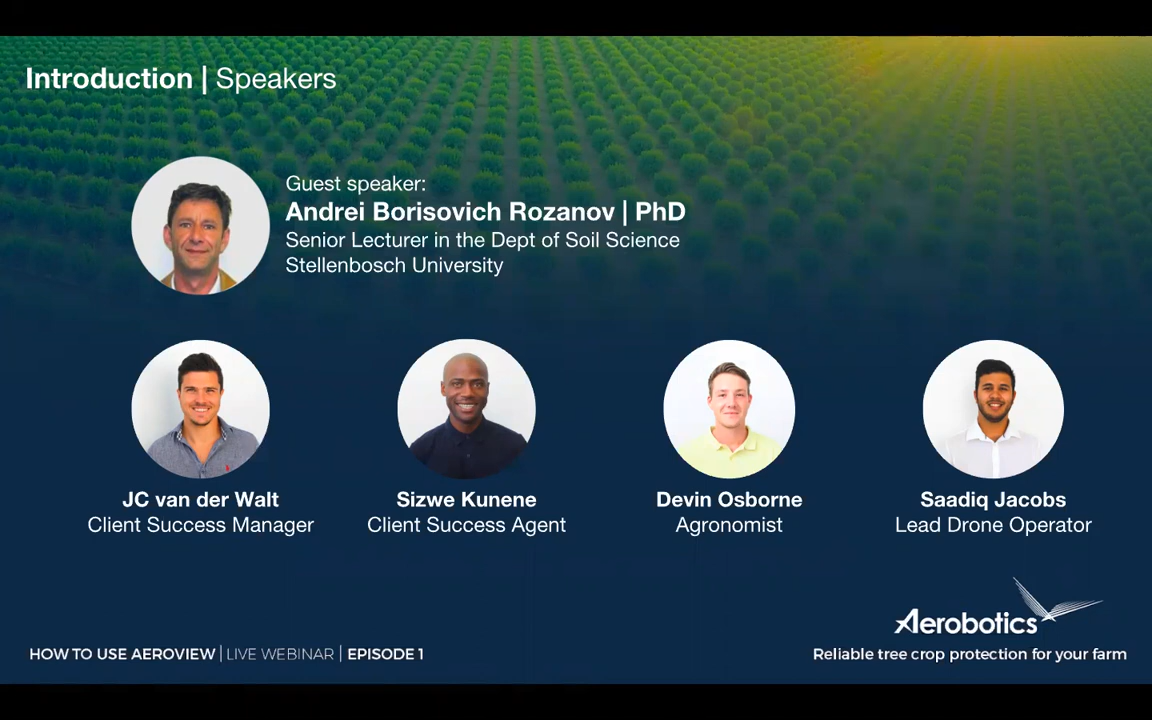 Introduction | Speakers
Guest speaker:
Andrei Borisovich Rozanov | PhD
Senior Lecturer in the Dept of Soil Science
Stellenbosch University
JC van der Walt
Client Success Manager
Sizwe Kunene
Client Success Agent
Devin Osborne
Agronomist
Saadiq Jacobs
Lead Drone Operator
Aerobotics
HOW TO USE AEROVIEW | LIVE WEBINAR | EPISODE 1
Reliable tree crop protection for your farm